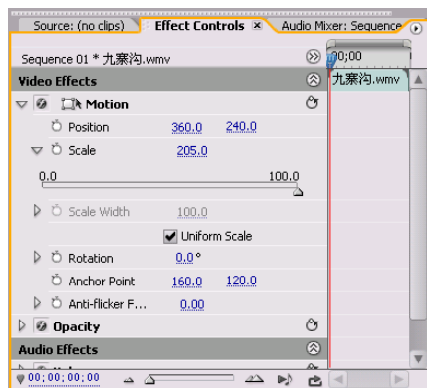 Source: (no clips) Effect Controls × Audio Mixer: Sequence
Sequence 01 * 九寨沟.wmv 00;00
Video Effects 九寨沟.wmv
Motion
Position 360.0 240.0
Scale 205.0
0.0 100.0
Scale Width 100.0
Uniform Scale
Rotation 0.0°
Anchor Point 160.0 120.0
Anti-flicker F... 0.00
Opacity
Audio Effects
00;00;00;00